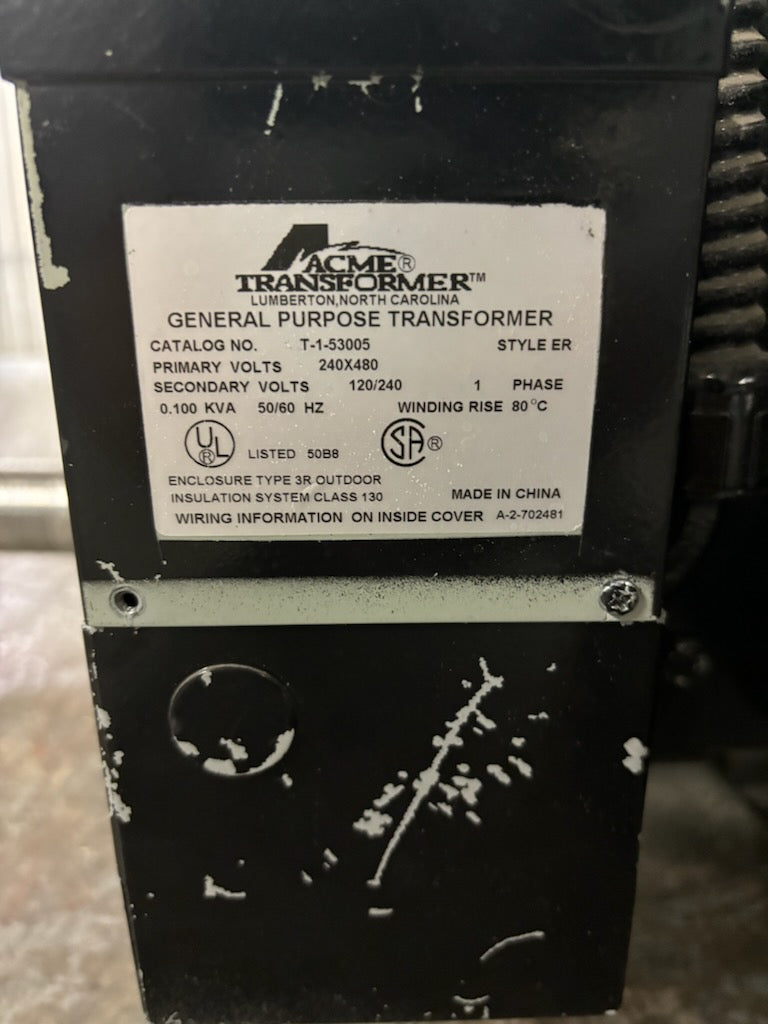 ACME®
TRANSFORMER™
LUMBERTON,NORTH CAROLINA
GENERAL PURPOSE TRANSFORMER
CATALOG NO. T-1-53005 STYLE ER
PRIMARY VOLTS 240X480
SECONDARY VOLTS 120/240 1 PHASE
0.100 KVA 50/60 HZ WINDING RISE 80°C
UL® LISTED 50B8 SA®
ENCLOSURE TYPE 3R OUTDOOR
INSULATION SYSTEM CLASS 130 MADE IN CHINA
WIRING INFORMATION ON INSIDE COVER A-2-702481